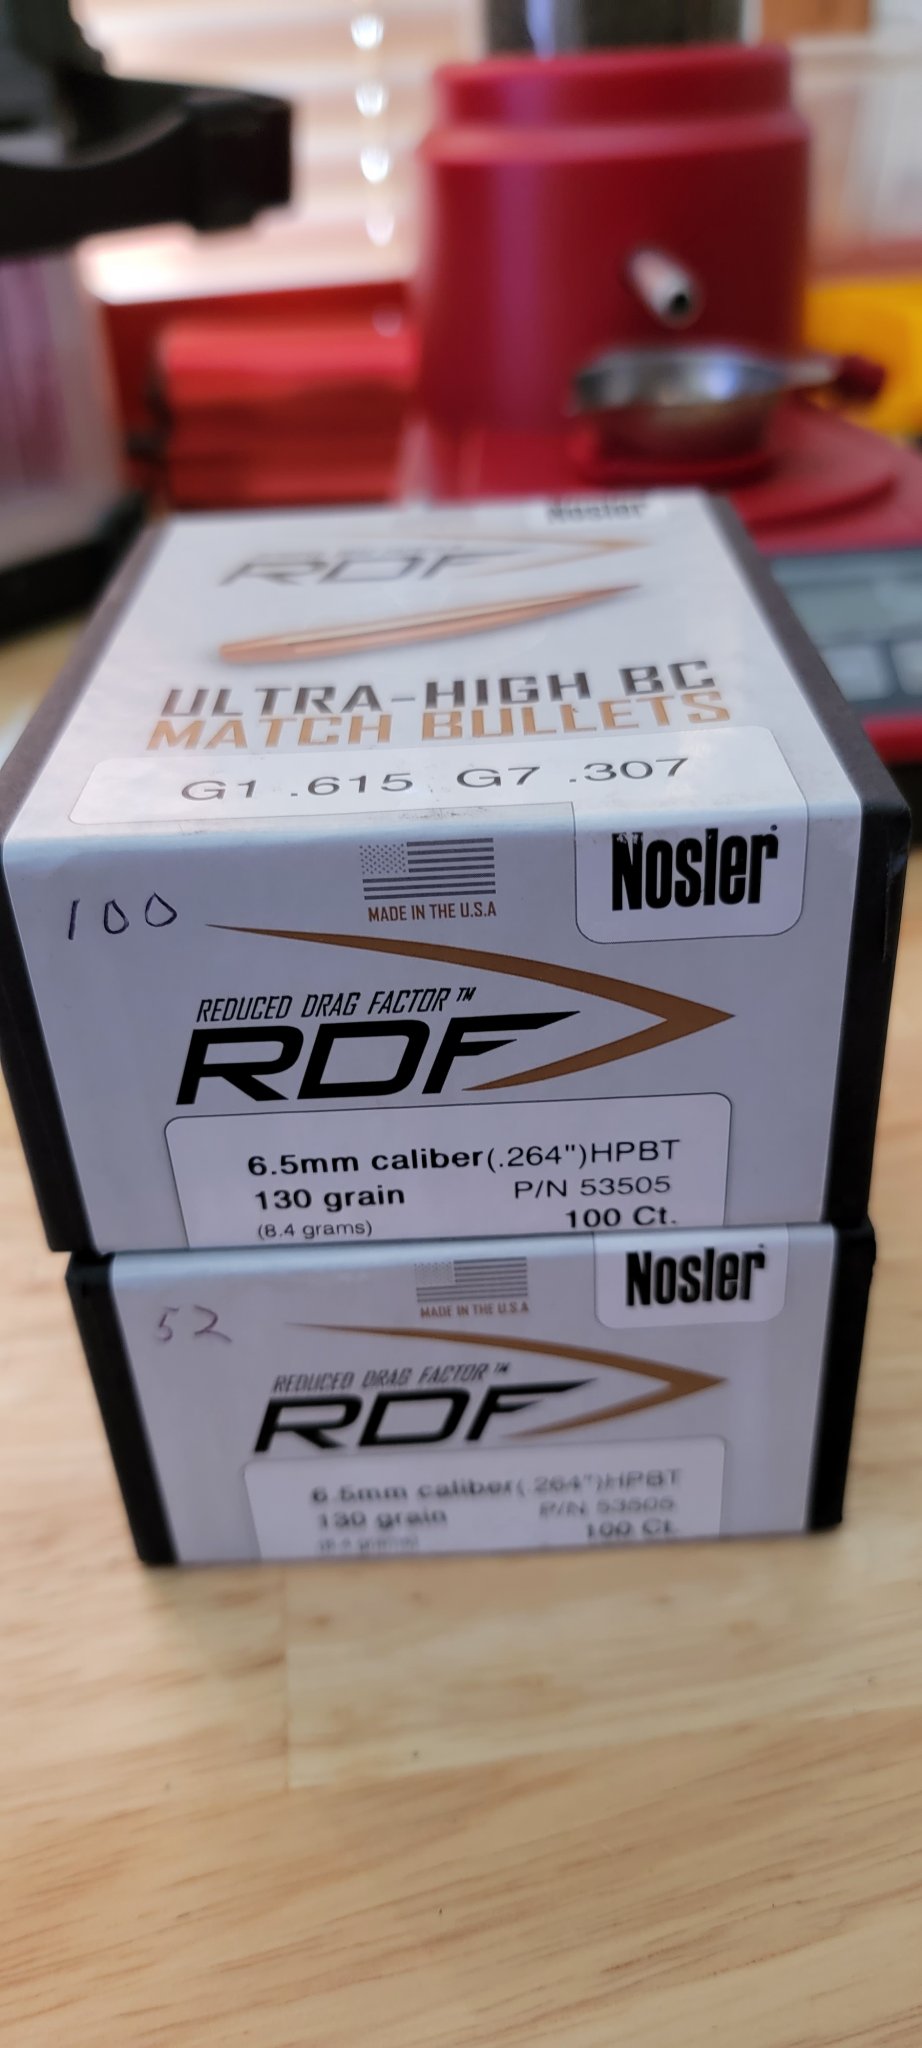 Nosler
RDF
ULTRA-HIGH BC
MATCH BULLETS
G1 .615 G7 .307
MADE IN THE U.S.A
Nosler
100
REDUCED DRAG FACTOR™
RDF
6.5mm caliber(.264")HPBT
130 grain P/N 53505
(8.4 grams) 100 Ct.
MADE IN THE U.S.A
Nosler
52
REDUCED DRAG FACTOR™
RDF
6.5mm caliber(.264")HPBT
130 grain P/N 53505
100 Ct.